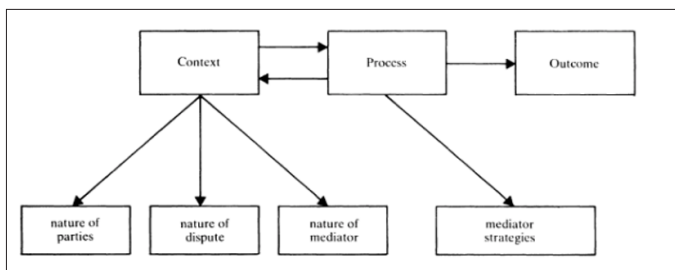 Context
Process
Outcome
nature of
parties
nature of
dispute
nature of
mediator
mediator
strategies